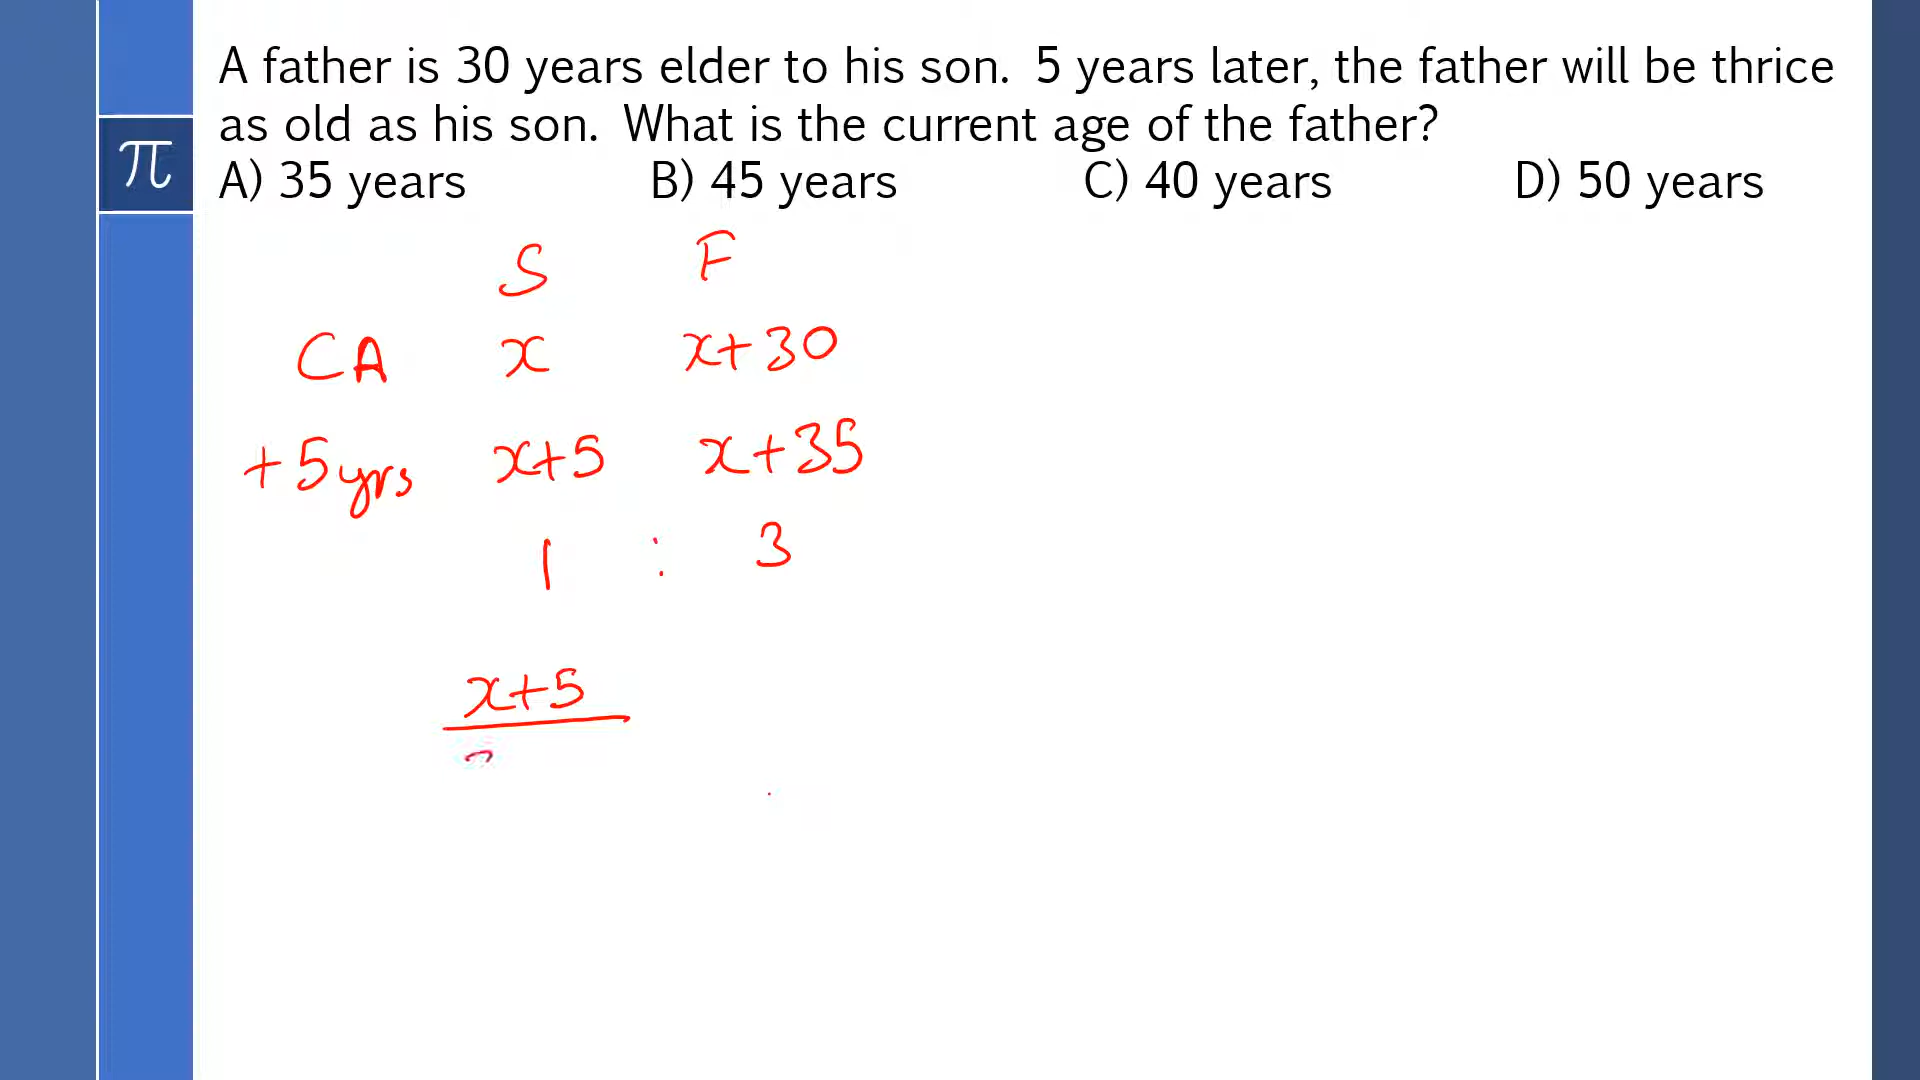 A father is 30 years elder to his son. 5 years later, the father will be thrice
as old as his son. What is the current age of the father?
π
A) 35 years B) 45 years C) 40 years D) 50 years
S F
CA x x+30
+5yrs x+5 x+35
1 : 3
x+5